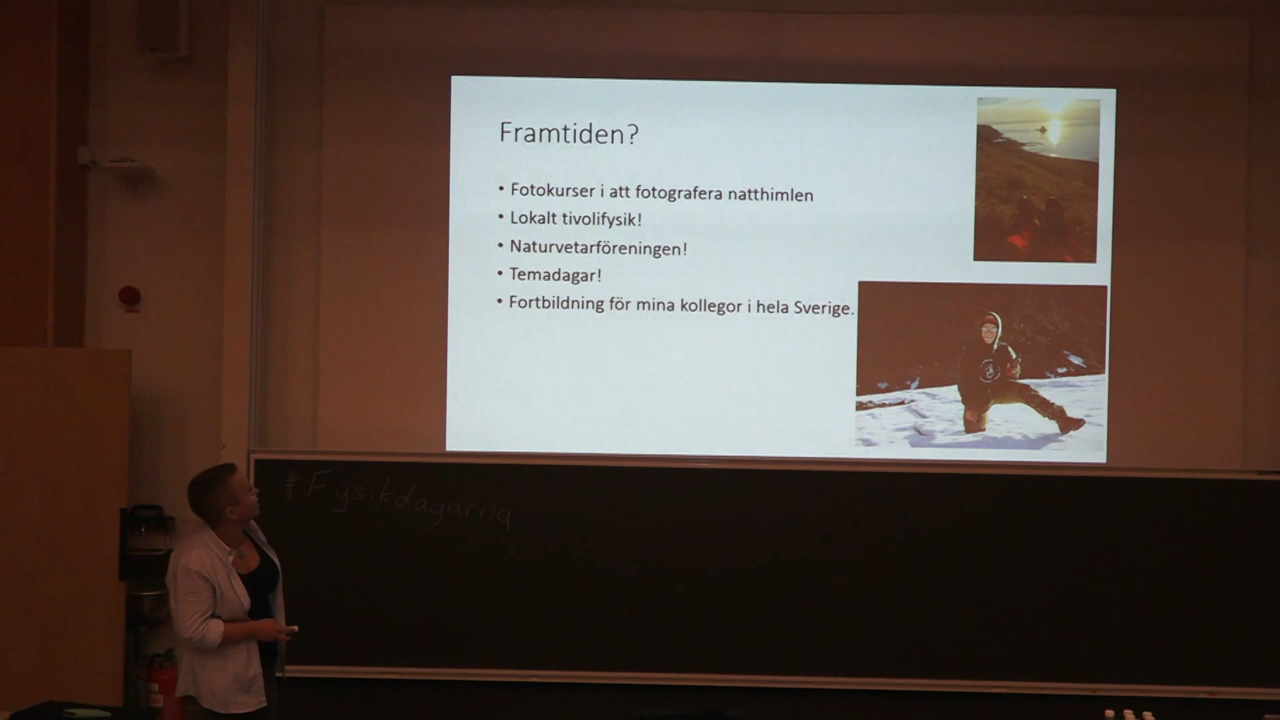 Framtiden?
• Fotokurser i att fotografera natthimlen
• Lokalt tivolifysik!
• Naturvetarföreningen!
• Temadagar!
• Fortbildning för mina kollegor i hela Sverige.
#Fysikdagarna